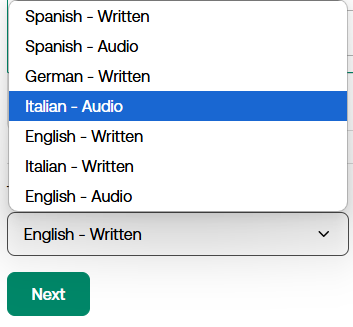 Spanish - Written
Spanish - Audio
German - Written
Italian - Audio
English - Written
Italian - Written
English - Audio
English - Written
Next